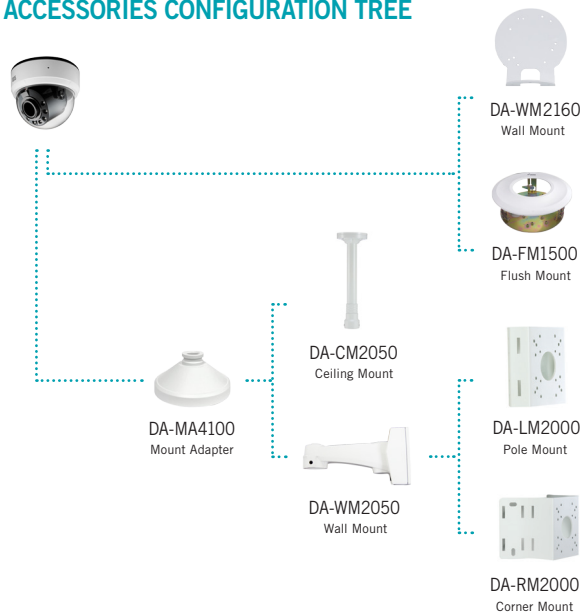 ACCESSORIES CONFIGURATION TREE
DA-WM2160
Wall Mount
DA-FM1500
Flush Mount
DA-CM2050
Ceiling Mount
DA-MA4100
Mount Adapter
DA-LM2000
Pole Mount
DA-WM2050
Wall Mount
DA-RM2000
Corner Mount